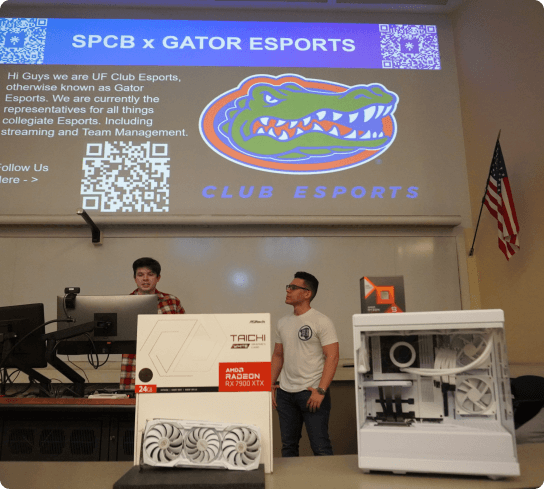 SPCB x GATOR ESPORTS
Hi Guys we are UF Club Esports,
otherwise known as Gator
Esports. We are currently the
representatives for all things
collegiate Esports. Including
streaming and Team Management.
Follow Us
Here - >
CLUB ESPORTS
ASRock
TAICHI
AMD
RADEON
RX 7900 XTX
24